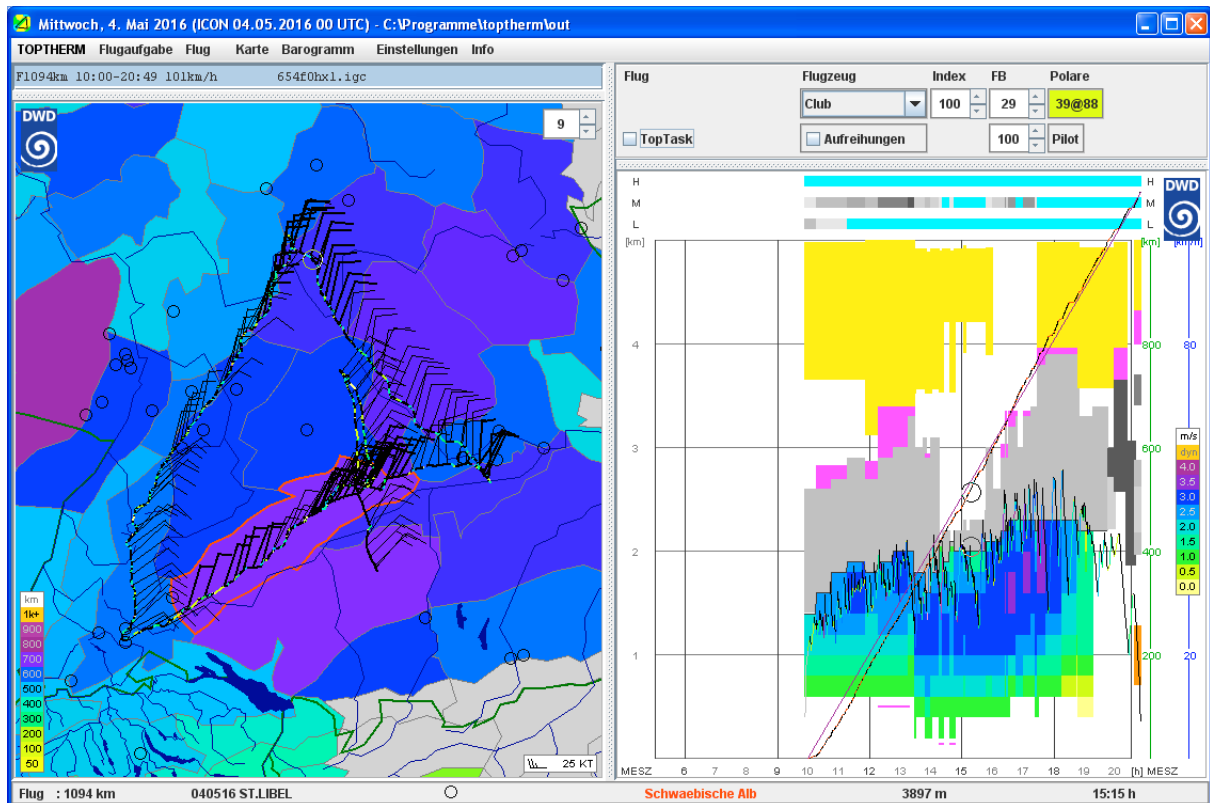 Mittwoch, 4. Mai 2016 (ICON 04.05.2016 00 UTC) - C:\Programme\toptherm\out
TOPTHERM Flugaufgabe Flug Karte Barogramm Einstellungen Info
F1094km 10:00-20:49 101km/h 654f0hx1.igc
DWD
9
km
1k+
900
800
700
600
500
400
300
200
100
50
25 KT
Flug Flugzeug Index FB Polare
Club 100 29 39@88
TopTask Aufreihungen 100 Pilot
H H
M M
L L
DWD
[km] [km] [km/h]
4 800 80
3 600
2 400
1 200 20
m/s
dyn
4.0
3.5
3.0
2.5
2.0
1.5
1.0
0.5
0.0
MESZ 6 7 8 9 10 11 12 13 14 15 16 17 18 19 20 [h] MESZ
Flug : 1094 km 040516 ST.LIBEL Schwaebische Alb 3897 m 15:15 h